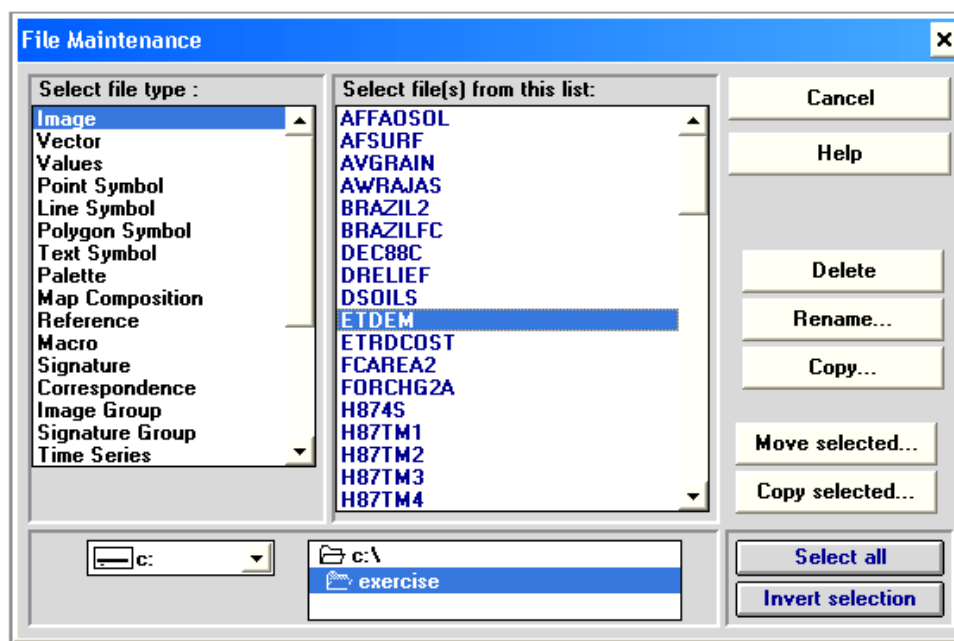 File Maintenance
Select file type :
Image
Vector
Values
Point Symbol
Line Symbol
Polygon Symbol
Text Symbol
Palette
Map Composition
Reference
Macro
Signature
Correspondence
Image Group
Signature Group
Time Series
Select file(s) from this list:
AFFAOSOL
AFSURF
AVGRAIN
AWRAJAS
BRAZIL2
BRAZILFC
DEC88C
DRELIEF
DSOILS
ETDEM
ETRDCOST
FCAREA2
FORCHG2A
H874S
H87TM1
H87TM2
H87TM3
H87TM4
Cancel
Help
Delete
Rename...
Copy...
Move selected...
Copy selected...
c:
c:\
exercise
Select all
Invert selection